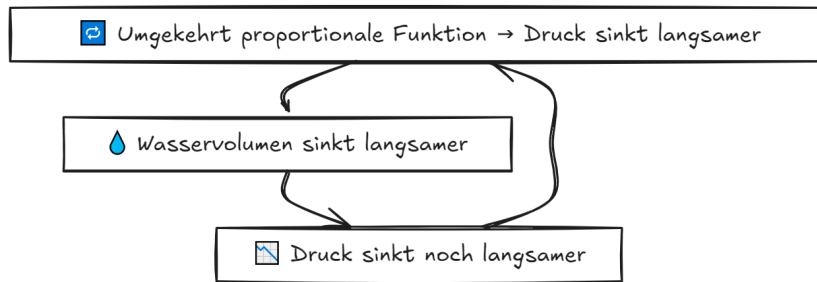 🔁 Umgekehrt proportionale Funktion → Druck sinkt langsamer
💧 Wasservolumen sinkt langsamer
📉 Druck sinkt noch langsamer